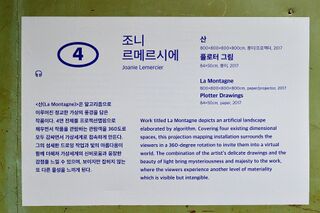 4
조니
르메르시에
Joanie Lemercier
산
800×800×800×800cm, 종이/프로젝터, 2017
플로터 그림
64×50cm, 종이, 2017
La Montagne
800×800×800×800cm, paper/projector, 2017
Plotter Drawings
64×50cm, paper, 2017
<산(La Montagne)>은 알고리즘으로
이루어진 참고한 가상의 풍경을 담은
작품이다. 4면 전체를 프로젝션맵핑으로
채우면서 작품을 관람하는 관람객을 360도로
모두 감싸면서 가상세계로 접속하게 만든다.
그의 섬세한 드로잉 작업과 빛의 아름다움이
함께 더해져 가상세계의 신비로움과 웅장한
감정을 느낄 수 있으며, 보이지만 잡히지 않는
또 다른 물성을 느끼게 된다.
Work titled La Montagne depicts an artificial landscape
elaborated by algorithm. Covering four existing dimensional
spaces, this projection mapping installation surrounds the
viewers in a 360-degree rotation to invite them into a virtual
world. The combination of the artist's delicate drawings and the
beauty of light bring mysteriousness and majesty to the work,
where the viewers experience another level of materiality
which is visible but intangible.